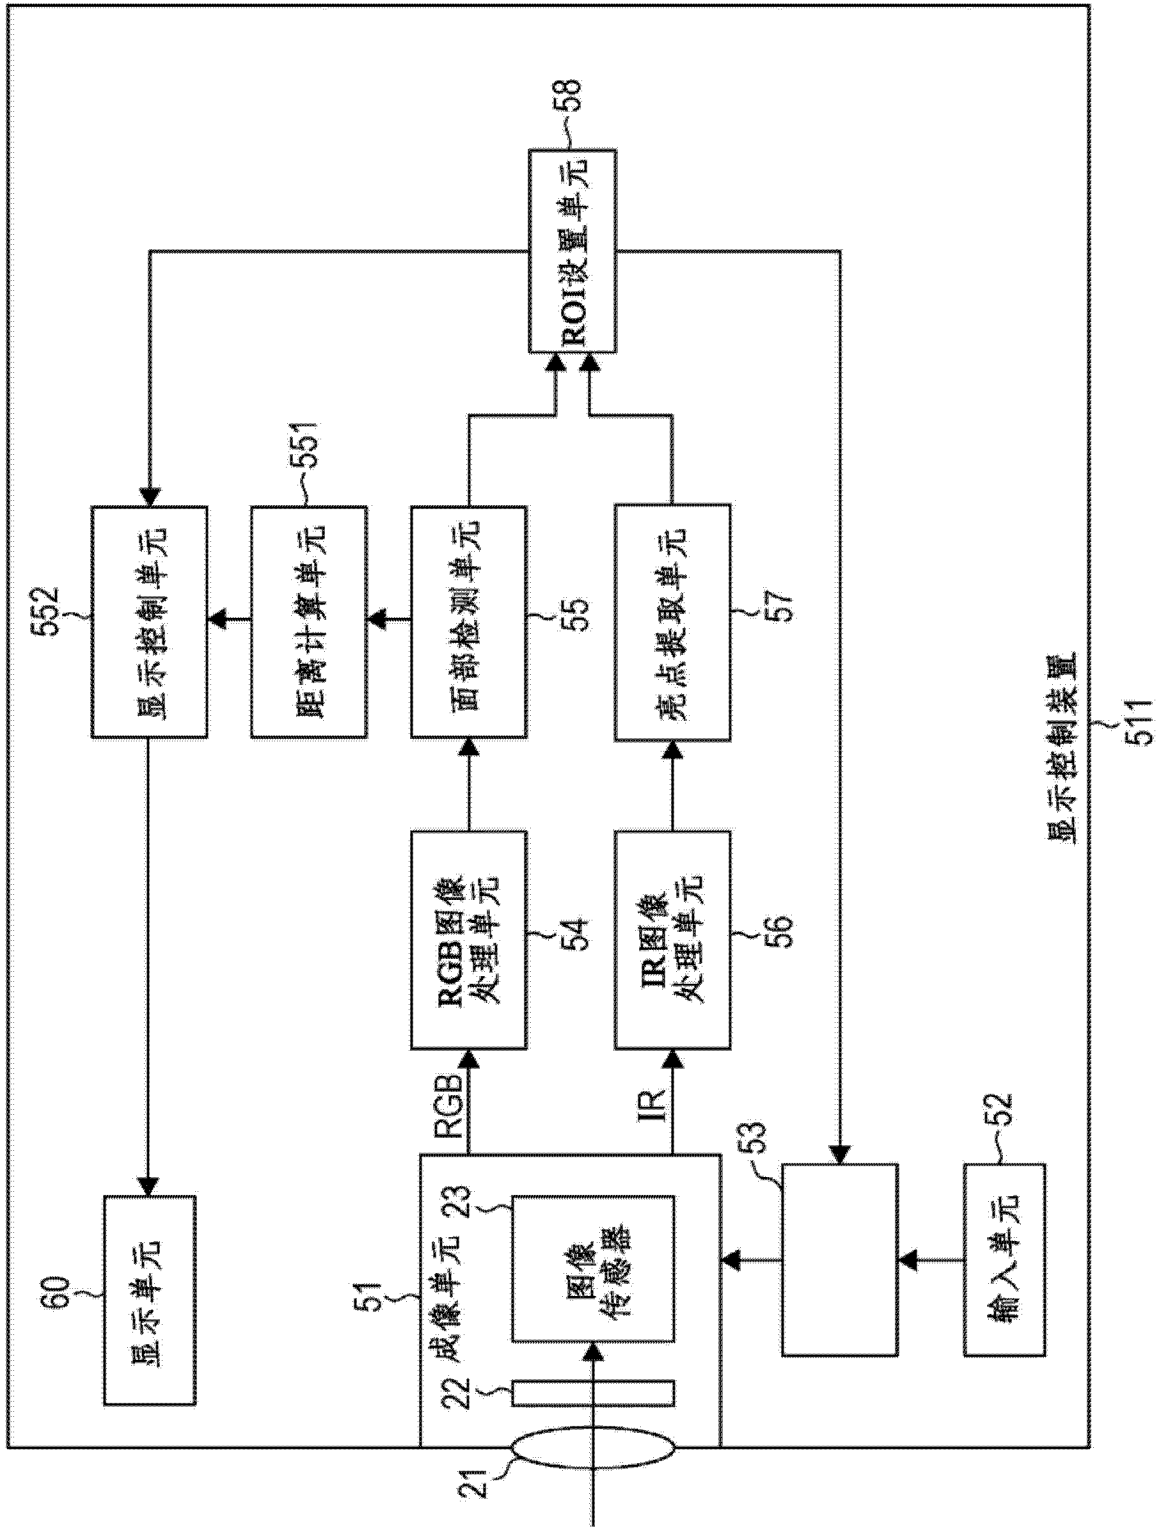 60
显示单元
552
显示控制单元
551
距离计算单元
58
ROI设置单元
51
成像单元
21
22
23
图像
传感器
RGB
RGB图像
处理单元
54
面部检测单元
55
IR
IR图像
处理单元
56
亮点提取单元
57
53
输入单元
52
显示控制装置
511